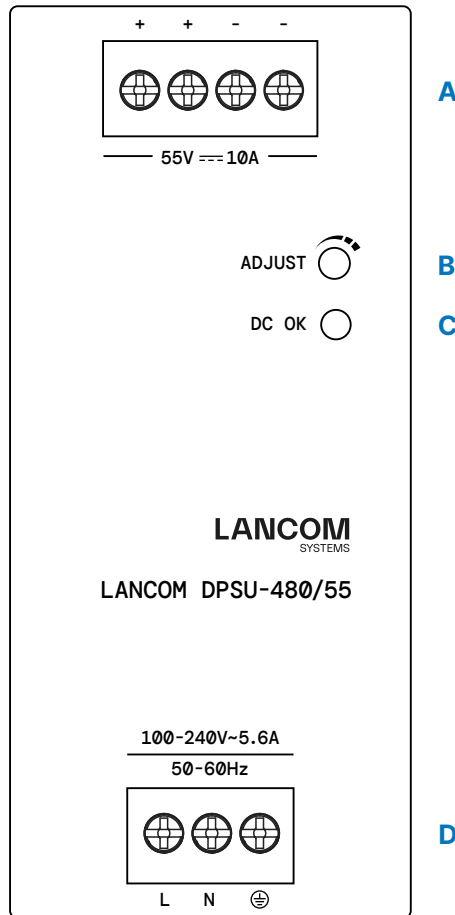 + + - -
A
55V ⎓ 10A
ADJUST B
DC OK C
LANCOM
SYSTEMS
LANCOM DPSU-480/55
100-240V~5.6A
50-60Hz
D
L N ⏚